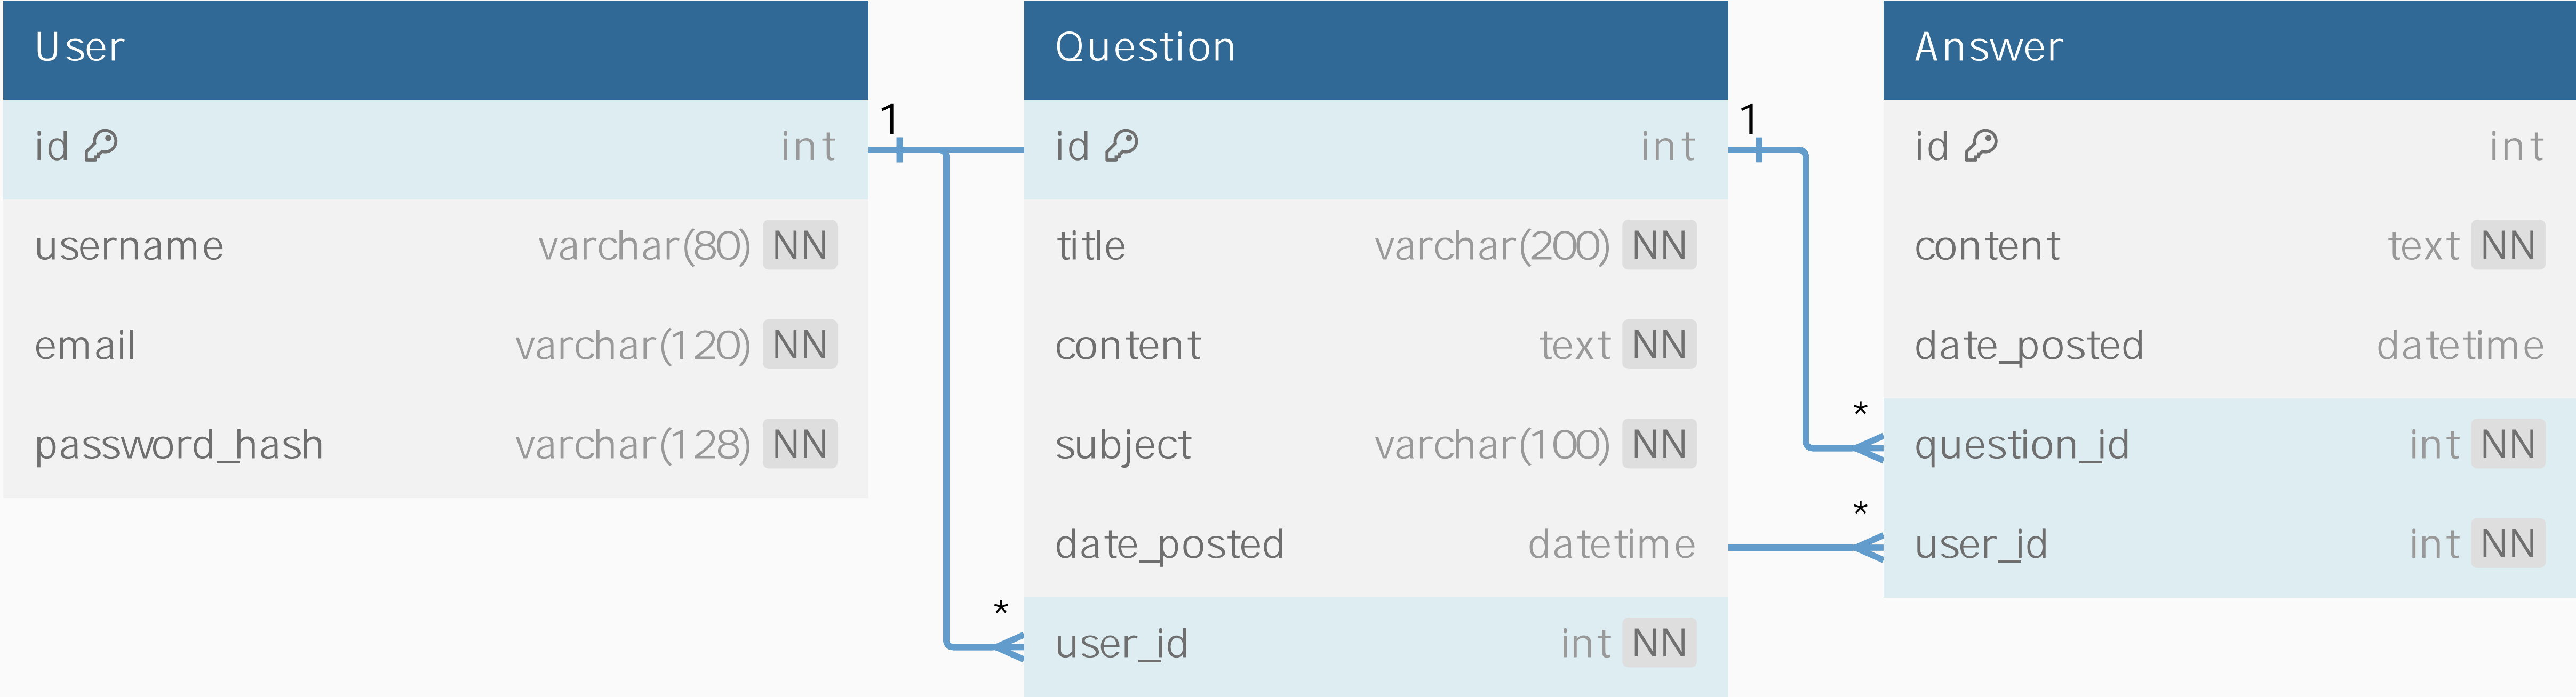 User
id int
username varchar(80) NN
email varchar(120) NN
password_hash varchar(128) NN
1
*
Question
id int
title varchar(200) NN
content text NN
subject varchar(100) NN
date_posted datetime
user_id int NN
1
*
*
Answer
id int
content text NN
date_posted datetime
question_id int NN
user_id int NN